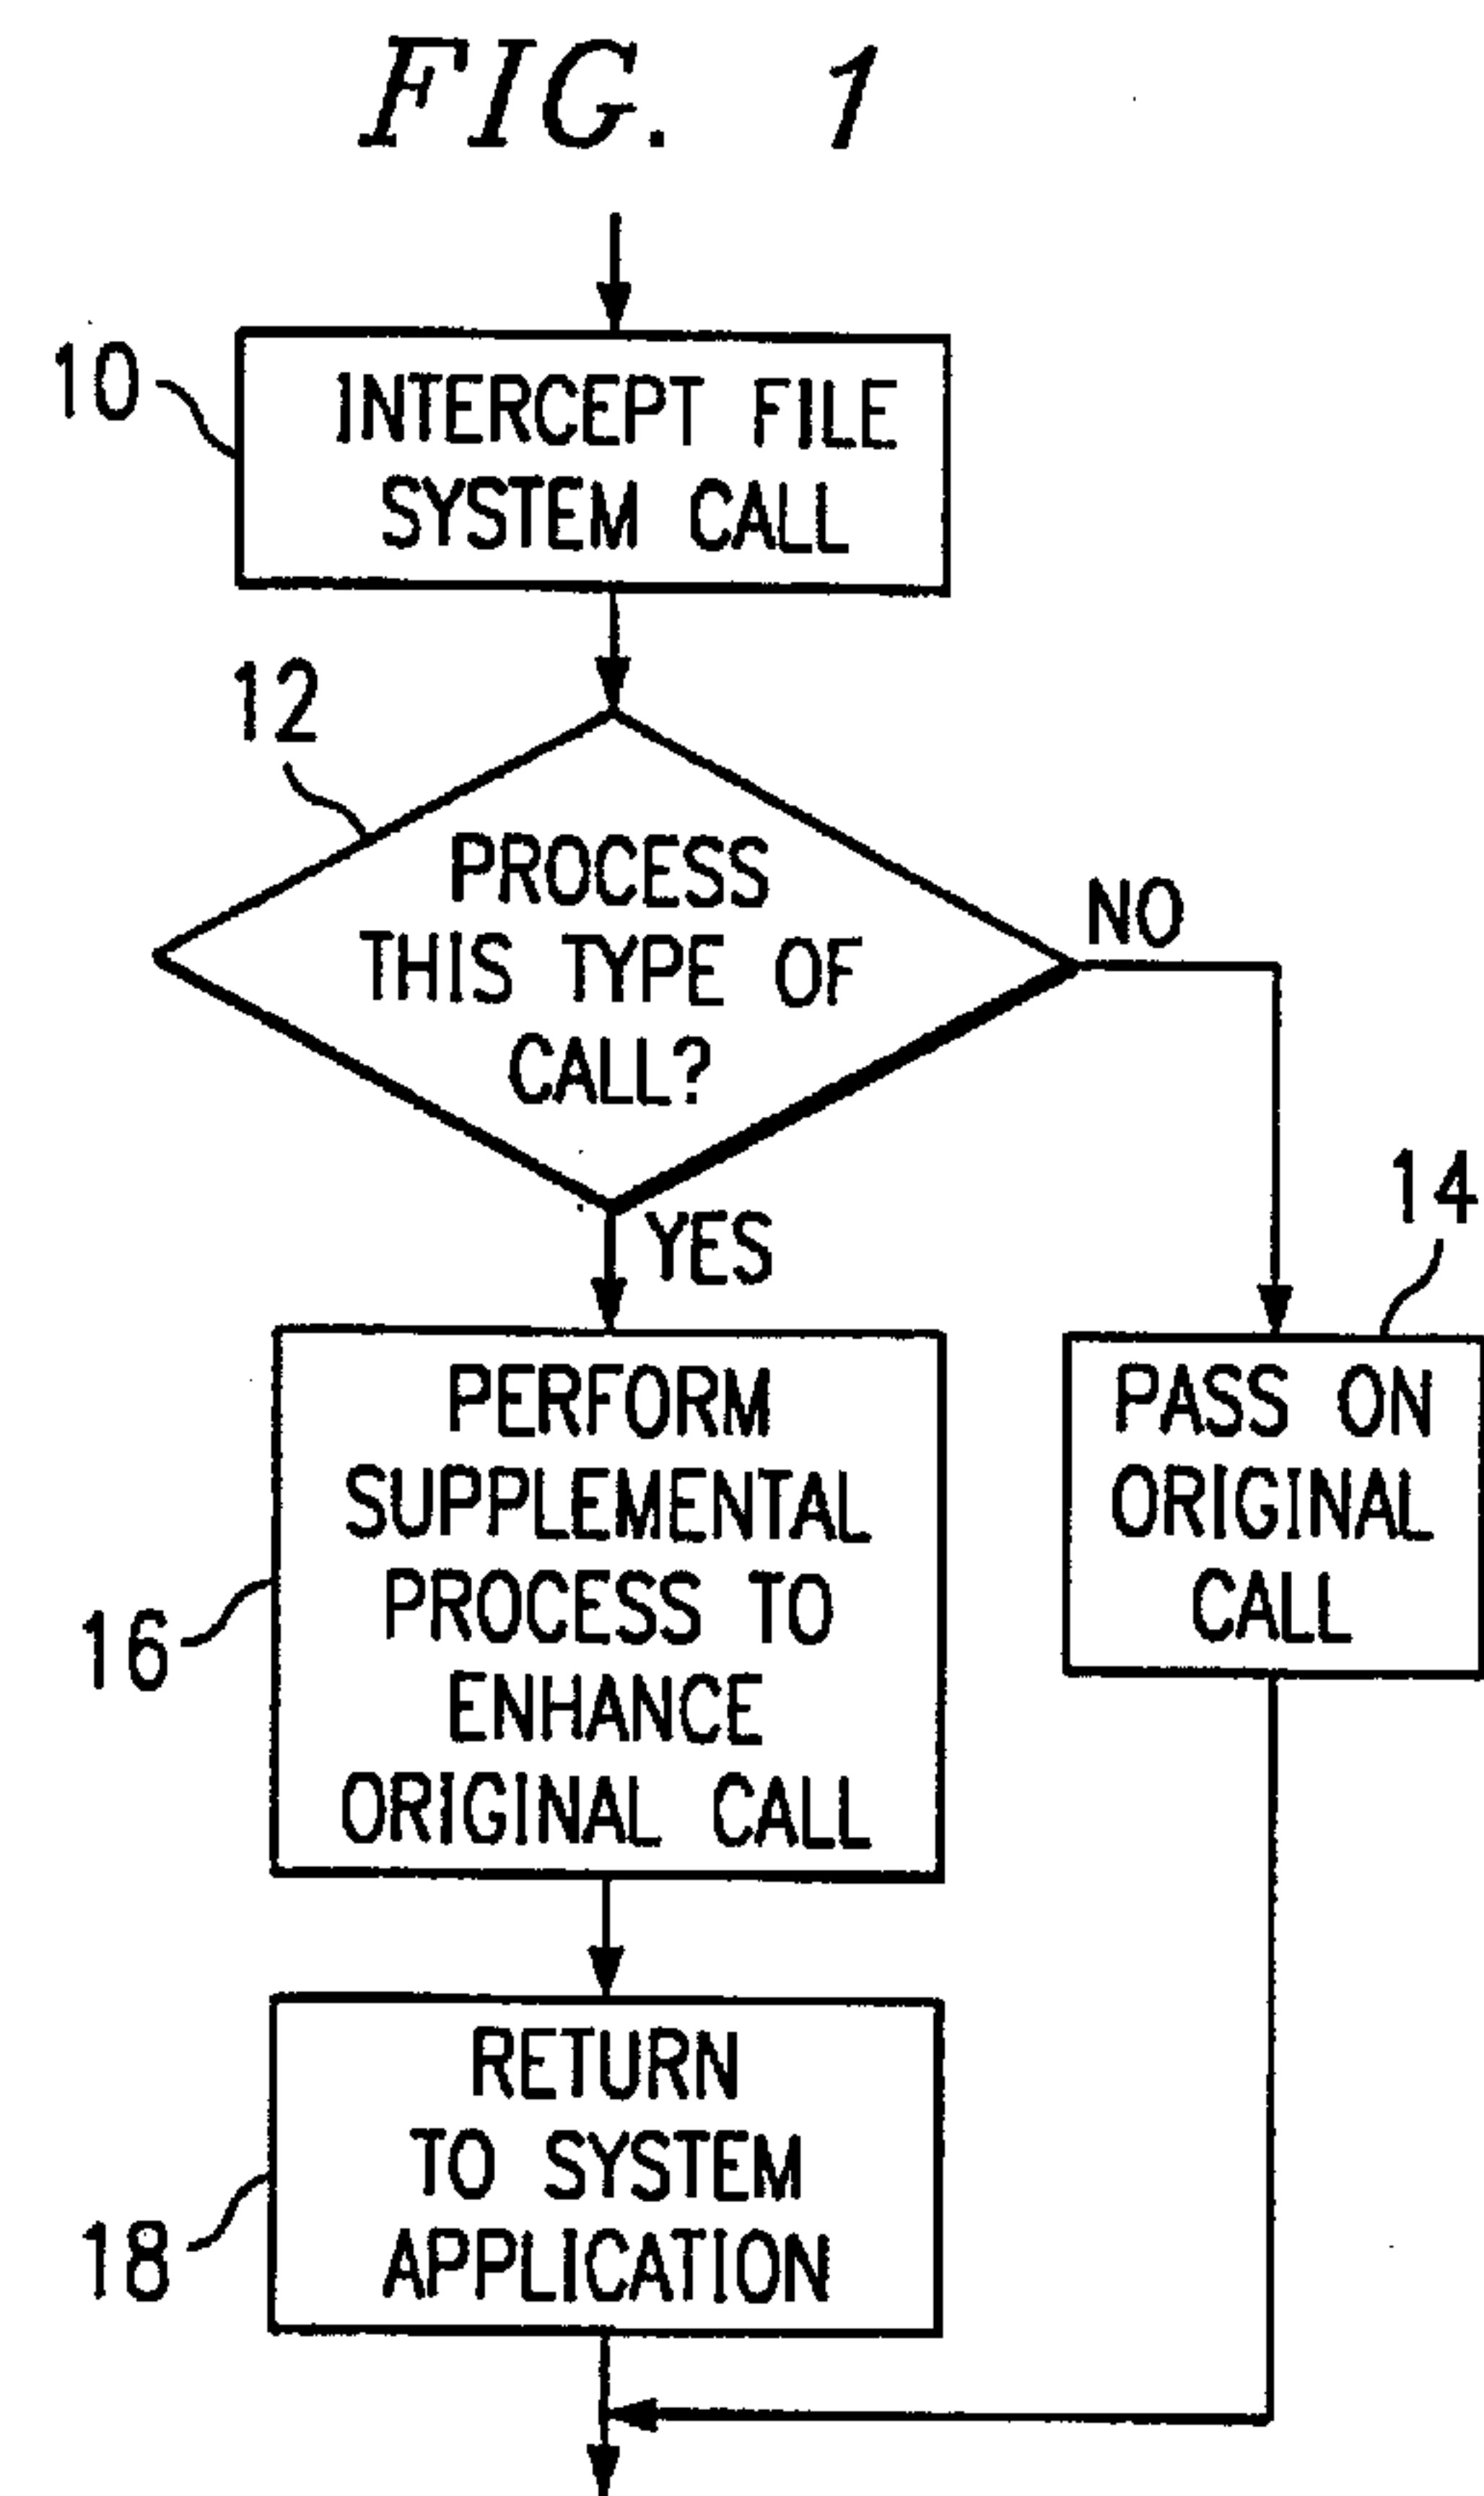 FIG. 1
10
INTERCEPT FILE
SYSTEM CALL
12
PROCESS
THIS TYPE OF
CALL?
NO
YES
14
PASS ON
ORIGINAL
CALL
16
PERFORM
SUPPLEMENTAL
PROCESS TO
ENHANCE
ORIGINAL CALL
18
RETURN
TO SYSTEM
APPLICATION